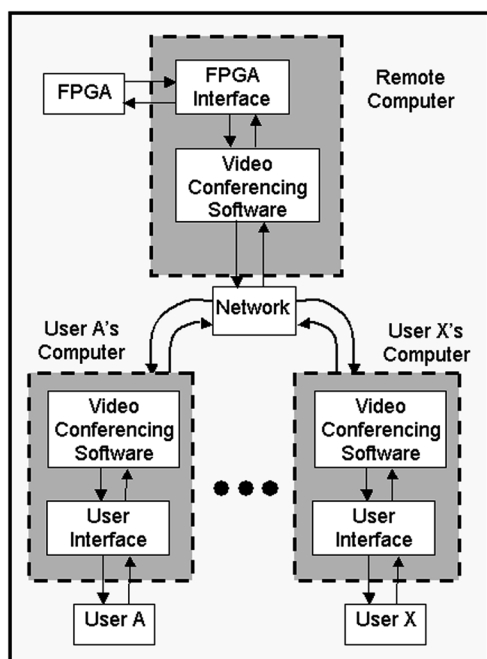 FPGA
FPGA
Interface
Remote
Computer
Video
Conferencing
Software
Network
User A's
Computer
User X's
Computer
Video
Conferencing
Software
Video
Conferencing
Software
User
Interface
User
Interface
User A
User X